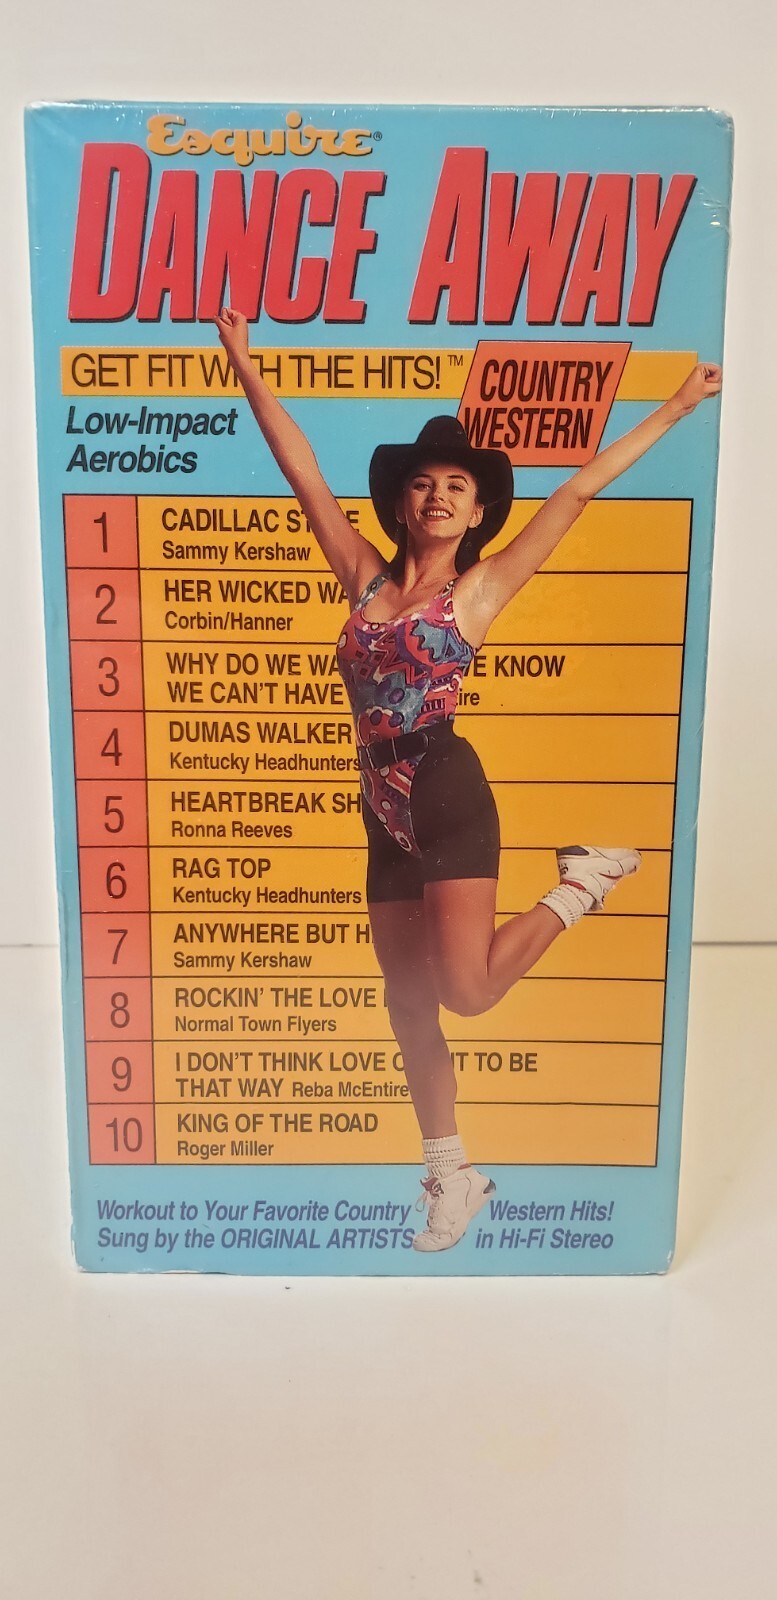 Esquire®
DANCE AWAY
GET FIT WITH THE HITS!™
COUNTRY
WESTERN
Low-Impact
Aerobics
1 CADILLAC
Sammy Kershaw
2 HER WICKED
Corbin/Hanner
3 WHY DO WE KNOW
WE CAN'T HAVE
4 DUMAS WALKER
Kentucky Headhunters
5 HEARTBREAK
Ronna Reeves
6 RAG TOP
Kentucky Headhunters
7 ANYWHERE BUT
Sammy Kershaw
8 ROCKIN' THE LOVE
Normal Town Flyers
9 I DON'T THINK LOVE TO BE
THAT WAY Reba McEntire
10 KING OF THE ROAD
Roger Miller
Workout to Your Favorite Country Western Hits!
Sung by the ORIGINAL ARTISTS in Hi-Fi Stereo